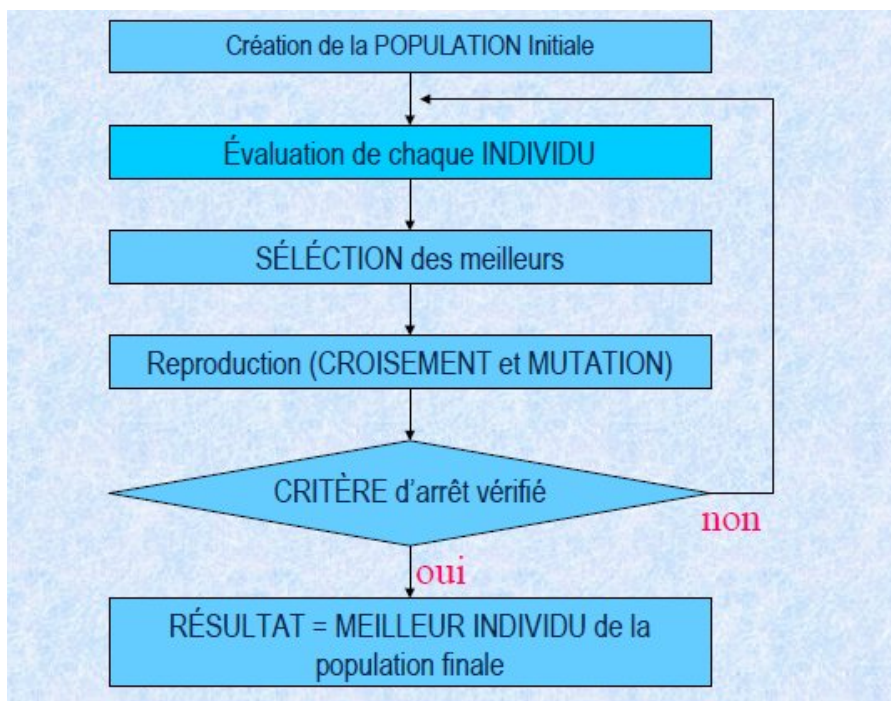 Création de la POPULATION Initiale
Évaluation de chaque INDIVIDU
SÉLÉCTION des meilleurs
Reproduction (CROISEMENT et MUTATION)
CRITÈRE d'arrêt vérifié
non
oui
RÉSULTAT = MEILLEUR INDIVIDU de la
population finale